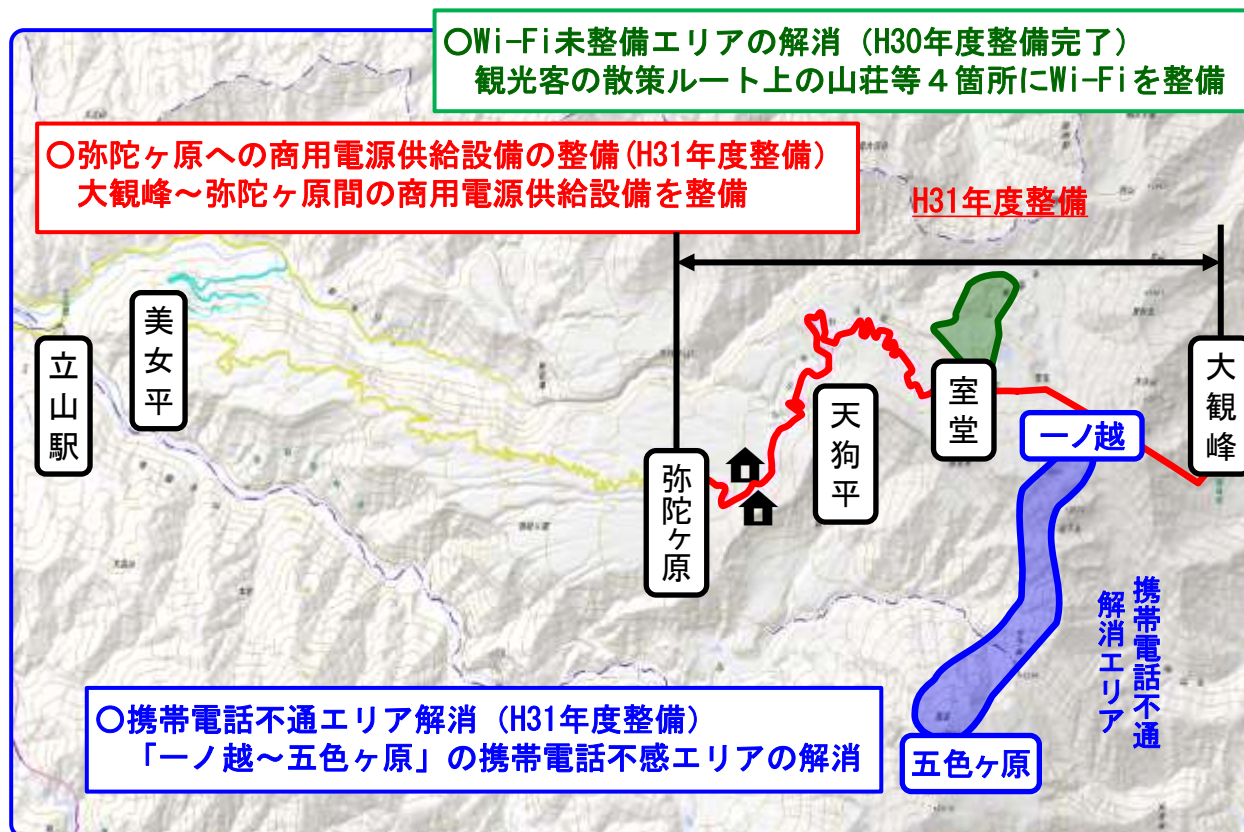 ○Wi-Fi未整備エリアの解消（H30年度整備完了）
観光客の散策ルート上の山荘等４箇所にWi-Fiを整備
○弥陀ヶ原への商用電源供給設備の整備(H31年度整備)
大観峰～弥陀ヶ原間の商用電源供給設備を整備
H31年度整備
立山駅
美女平
弥陀ヶ原
天狗平
室堂
一ノ越
大観峰
携帯電話不通
解消エリア
○携帯電話不通エリア解消（H31年度整備）
「一ノ越～五色ヶ原」の携帯電話不感エリアの解消
五色ヶ原